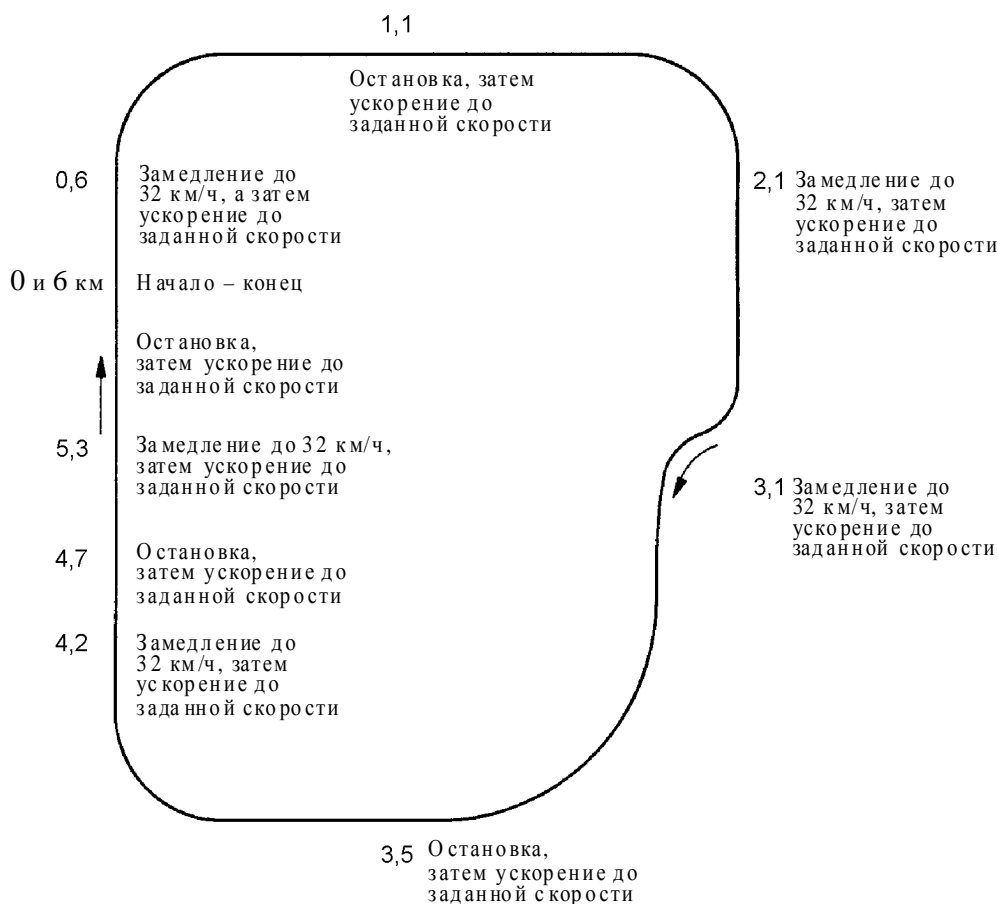 1,1
Остановка, затем
ускорение до
заданной скорости
0,6
Замедление до
32 км/ч, а затем
ускорение до
заданной скорости
2,1
Замедление до
32 км/ч, затем
ускорение до
заданной скорости
0 и 6 км
Начало – конец
Остановка,
затем ускорение до
заданной скорости
5,3
Замедление до 32 км/ч,
затем ускорение до
заданной скорости
3,1
Замедление до
32 км/ч, затем
ускорение до
заданной скорости
4,7
Остановка,
затем ускорение до
заданной скорости
4,2
Замедление до
32 км/ч, затем
ускорение до
заданной скорости
3,5
Остановка,
затем ускорение до
заданной скорости